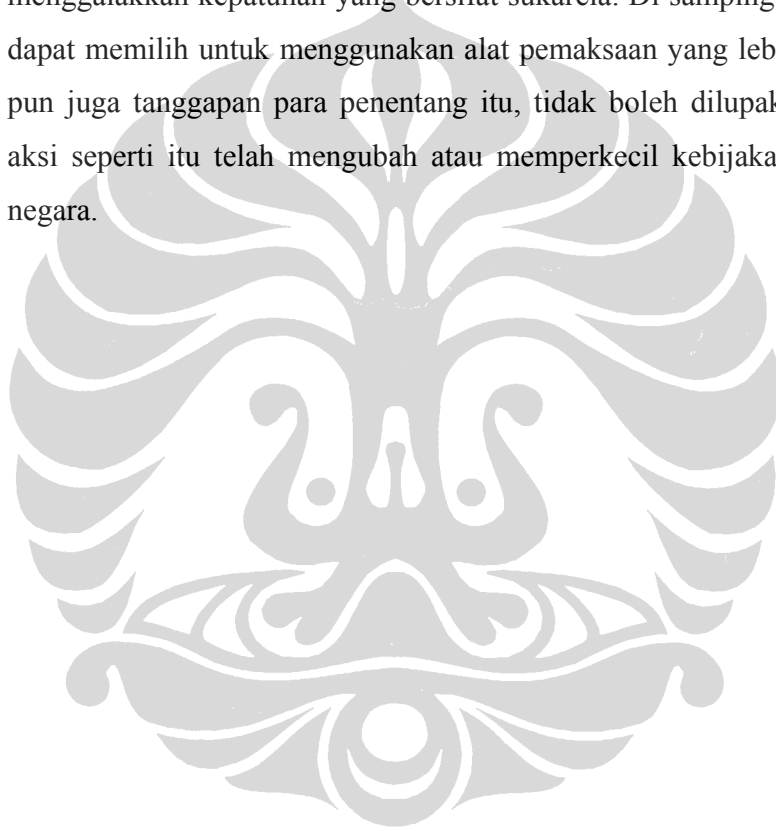 menggalakkan kepatuhan yang bersifat sukarela. Di samping
dapat memilih untuk menggunakan alat pemaksaan yang leb
pun juga tanggapan para penentang itu, tidak boleh dilupak
aksi seperti itu telah mengubah atau memperkecil kebijaka
negara.